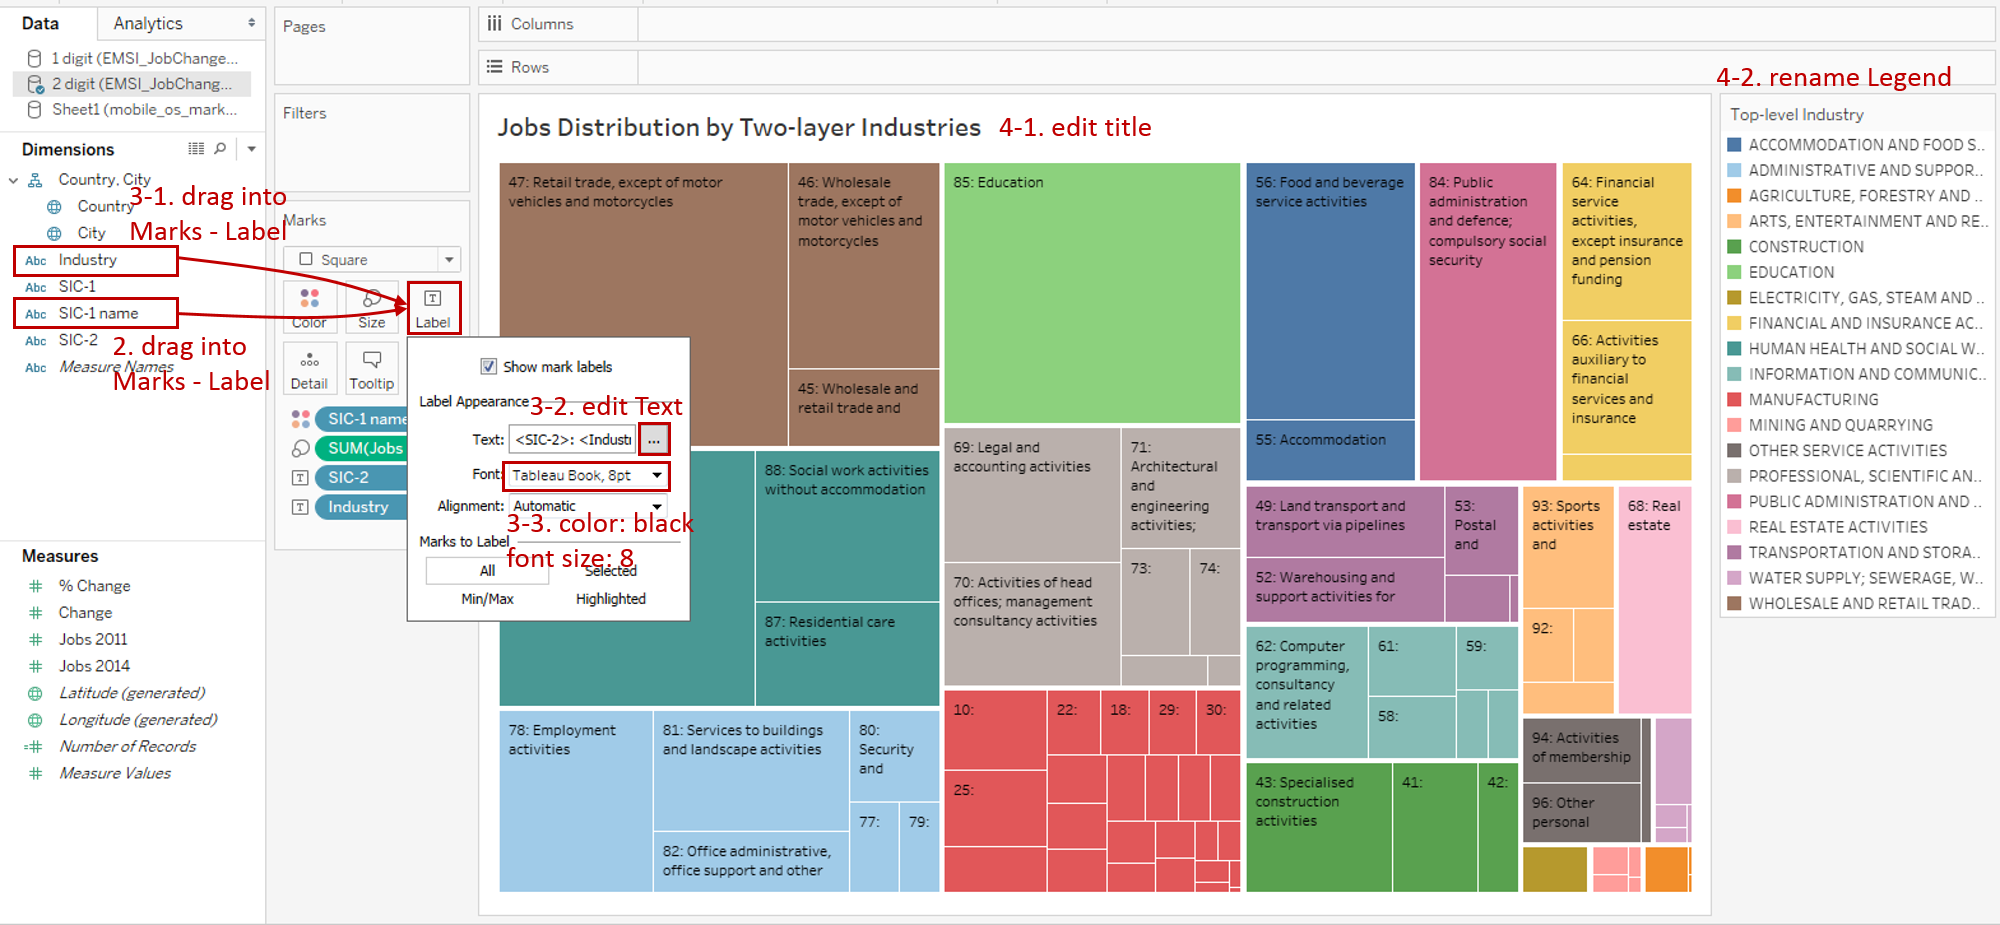 Data
Analytics
1 digit (EMSI_JobChange...
2 digit (EMSI_JobChang...
Sheet1 (mobile_os_mark...
Dimensions
Country, City
Country
City
Abc Industry
Abc SIC-1
Abc SIC-1 name
Abc SIC-2
Abc Measure Names
3-1. drag into
Marks - Label
2. drag into
Marks - Label
Measures
# % Change
# Change
# Jobs 2011
# Jobs 2014
Latitude (generated)
Longitude (generated)
=# Number of Records
# Measure Values
Pages
Filters
Marks
Square
Color
Size
T
Label
Detail
Tooltip
SIC-1 name
SUM(Jobs
T SIC-2
T Industry
Show mark labels
Label Appearance
3-2. edit Text
Text: <SIC-2>: <Indust ...
Font: Tableau Book, 8pt
Alignment: Automatic
3-3. color: black
font size: 8
Marks to Label
All
Selected
Min/Max
Highlighted
Columns
Rows
Jobs Distribution by Two-layer Industries
4-1. edit title
47: Retail trade, except of motor
vehicles and motorcycles
46: Wholesale
trade, except of
motor vehicles and
motorcycles
45: Wholesale and
retail trade and
88: Social work activities
without accommodation
87: Residential care
activities
78: Employment
activities
81: Services to buildings
and landscape activities
82: Office administrative,
office support and other
80:
Security
and
77:
79:
85: Education
69: Legal and
accounting activities
70: Activities of head
offices; management
consultancy activities
71:
Architectural
and
engineering
activities;
73:
74:
10:
25:
22:
18:
29:
30:
56: Food and beverage
service activities
55: Accommodation
84: Public
administration
and defence;
compulsory social
security
64: Financial
service
activities,
except insurance
and pension
funding
66: Activities
auxiliary to
financial
services and
insurance
49: Land transport and
transport via pipelines
52: Warehousing and
support activities for
53:
Postal
and
93: Sports
activities
and
92:
68: Real
estate
62: Computer
programming,
consultancy
and related
activities
61:
58:
59:
43: Specialised
construction
activities
41:
42:
94: Activities
of membership
96: Other
personal
4-2. rename Legend
Top-level Industry
ACCOMMODATION AND FOOD S..
ADMINISTRATIVE AND SUPPOR..
AGRICULTURE, FORESTRY AND ..
ARTS, ENTERTAINMENT AND RE..
CONSTRUCTION
EDUCATION
ELECTRICITY, GAS, STEAM AND ..
FINANCIAL AND INSURANCE AC..
HUMAN HEALTH AND SOCIAL W..
INFORMATION AND COMMUNIC..
MANUFACTURING
MINING AND QUARRYING
OTHER SERVICE ACTIVITIES
PROFESSIONAL, SCIENTIFIC AN..
PUBLIC ADMINISTRATION AND ..
REAL ESTATE ACTIVITIES
TRANSPORTATION AND STORA..
WATER SUPPLY; SEWERAGE, W..
WHOLESALE AND RETAIL TRAD..